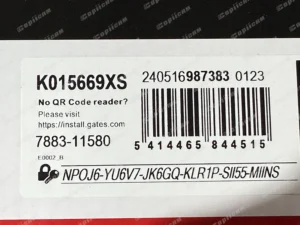 K015669XS
240516987383 0123
No QR Code reader?
Please visit
https://install.gates.com
7883-11580
E0002_B
5 414465 844515
NPOJ6-YU6V7-JK6GQ-KLR1P-SII55-MIINS